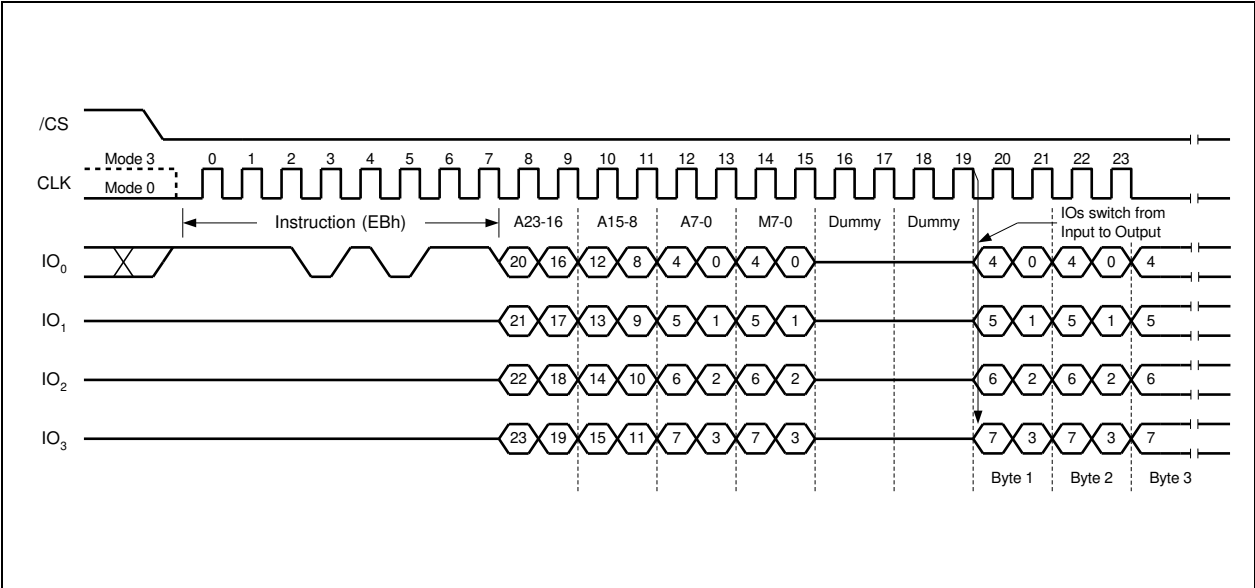 /CS
Mode 3 0 1 2 3 4 5 6 7 8 9 10 11 12 13 14 15 16 17 18 19 20 21 22 23
CLK Mode 0
Instruction (EBh) A23-16 A15-8 A7-0 M7-0 Dummy Dummy IOs switch from
Input to Output
IO0 20 16 12 8 4 0 4 0 4 0 4 0 4
IO1 21 17 13 9 5 1 5 1 5 1 5 1 5
IO2 22 18 14 10 6 2 6 2 6 2 6 2 6
IO3 23 19 15 11 7 3 7 3 7 3 7 3 7
Byte 1 Byte 2 Byte 3